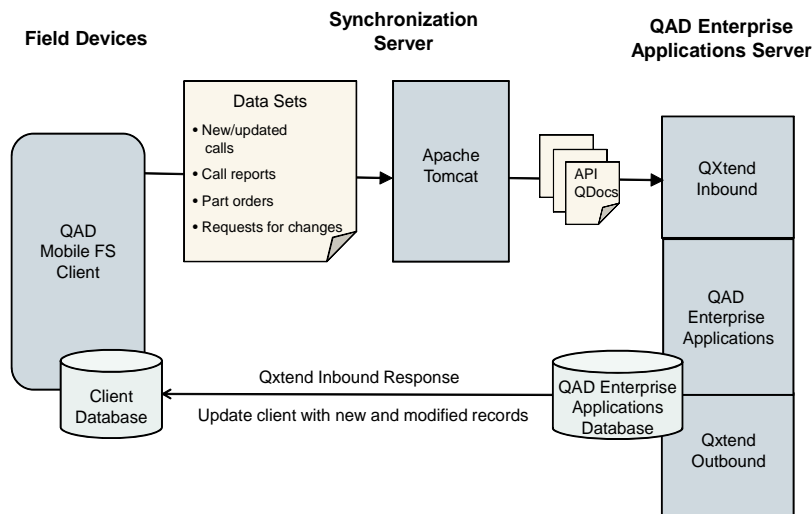 Field Devices
Synchronization
Server
QAD Enterprise
Applications Server
Data Sets
• New/updated
calls
• Call reports
• Part orders
• Requests for changes
Apache
Tomcat
API
QDocs
QXtend
Inbound
QAD
Mobile FS
Client
QAD
Enterprise
Applications
Client
Database
Qxtend Inbound Response
Update client with new and modified records
QAD Enterprise
Applications
Database
Qxtend
Outbound